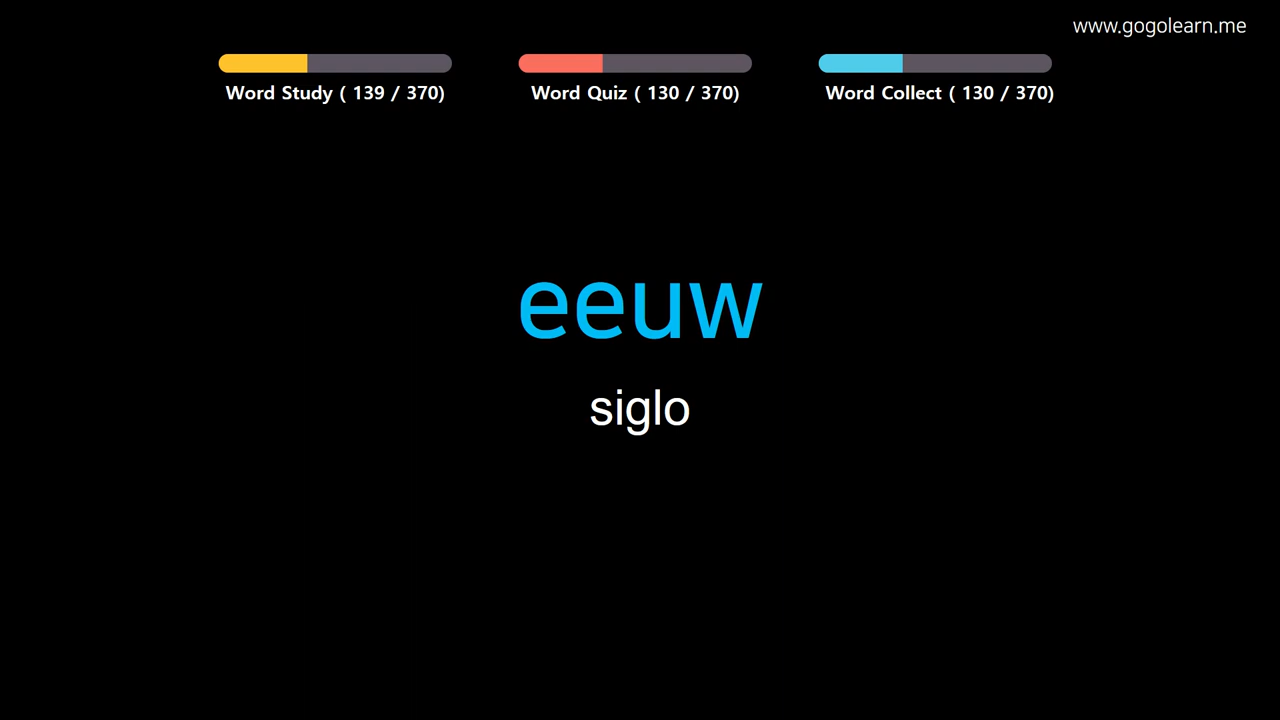 www.gogolearn.me
Word Study ( 139 / 370)
Word Quiz ( 130 / 370)
Word Collect ( 130 / 370)
eeuw
siglo